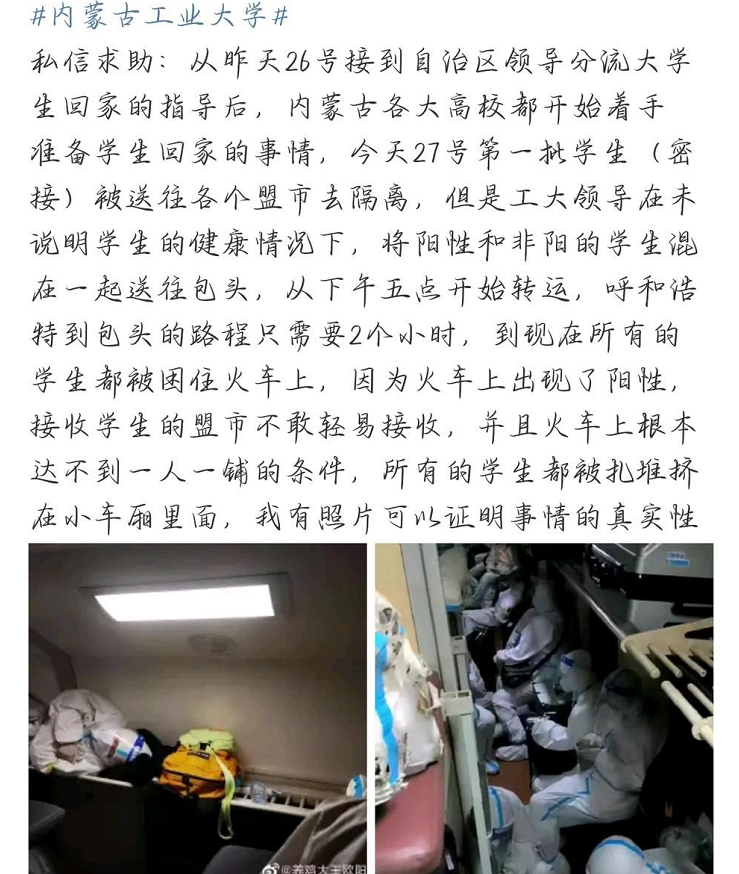 #内蒙古工业大学#
私信求助：从昨天26号接到自治区领导分流大学
生回家的指导后，内蒙古各大高校都开始着手
准备学生回家的事情，今天27号第一批学生（密
接）被送往各个盟市去隔离，但是工大领导在未
说明学生的健康情况下，将阳性和非阳的学生混
在一起送往包头，从下午五点开始转运，呼和浩
特到包头的路程只需要2个小时，到现在所有的
学生都被困住火车上，因为火车上出现了阳性，
接收学生的盟市不敢轻易接收，并且火车上根本
达不到一人一铺的条件，所有的学生都被扎堆挤
在小车厢里面，我有照片可以证明事情的真实性
@养鸡大王欧阳